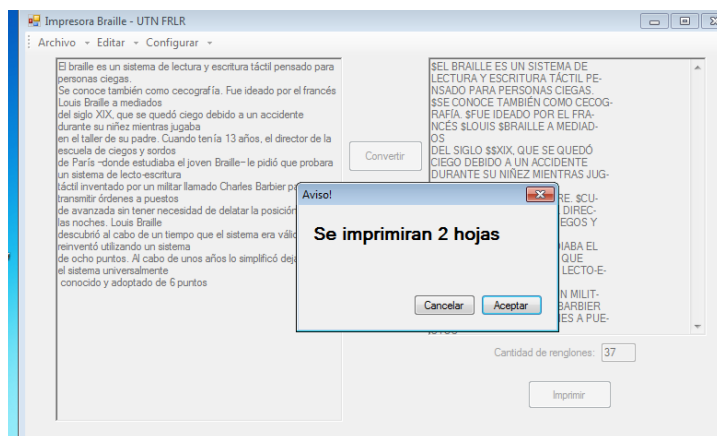 Impresora Braille - UTN FRLR
Archivo Editar Configurar
El braille es un sistema de lectura y escritura táctil pensado para
personas ciegas.
Se conoce también como cecografía. Fue ideado por el francés
Louis Braille a mediados
del siglo XIX, que se quedó ciego debido a un accidente
durante su niñez mientras jugaba
en el taller de su padre. Cuando tenía 13 años, el director de la
escuela de ciegos y sordos
de París -donde estudiaba el joven Braille- le pidió que probara
un sistema de lecto-escritura
táctil inventado por un militar llamado Charles Barbier
transmitir órdenes a puestos
de avanzada sin tener necesidad de delatar la posición
las noches. Louis Braille
descubrió al cabo de un tiempo que el sistema era
reinventó utilizando un sistema
de ocho puntos. Al cabo de unos años lo simplificó
el sistema universalmente
conocido y adoptado de 6 puntos
Convertir
$EL BRAILLE ES UN SISTEMA DE
LECTURA Y ESCRITURA TÁCTIL PE-
NSADO PARA PERSONAS CIEGAS.
$SE CONOCE TAMBIÉN COMO CECOG-
RAFÍA. $FUE IDEADO POR EL FRA-
NCÉS $LOUIS $BRAILLE A MEDIAD-
OS
DEL SIGLO $$XIX, QUE SE QUEDÓ
CIEGO DEBIDO A UN ACCIDENTE
DURANTE SU NIÑEZ MIENTRAS JUG-
RE. $CU-
DIREC-
EGOS Y
IABA EL
QUE
LECTO-E-
N MILIT-
BARBIER
ES A PUE-
Aviso!
Se imprimiran 2 hojas
Cancelar Aceptar
Cantidad de renglones: 37
Imprimir